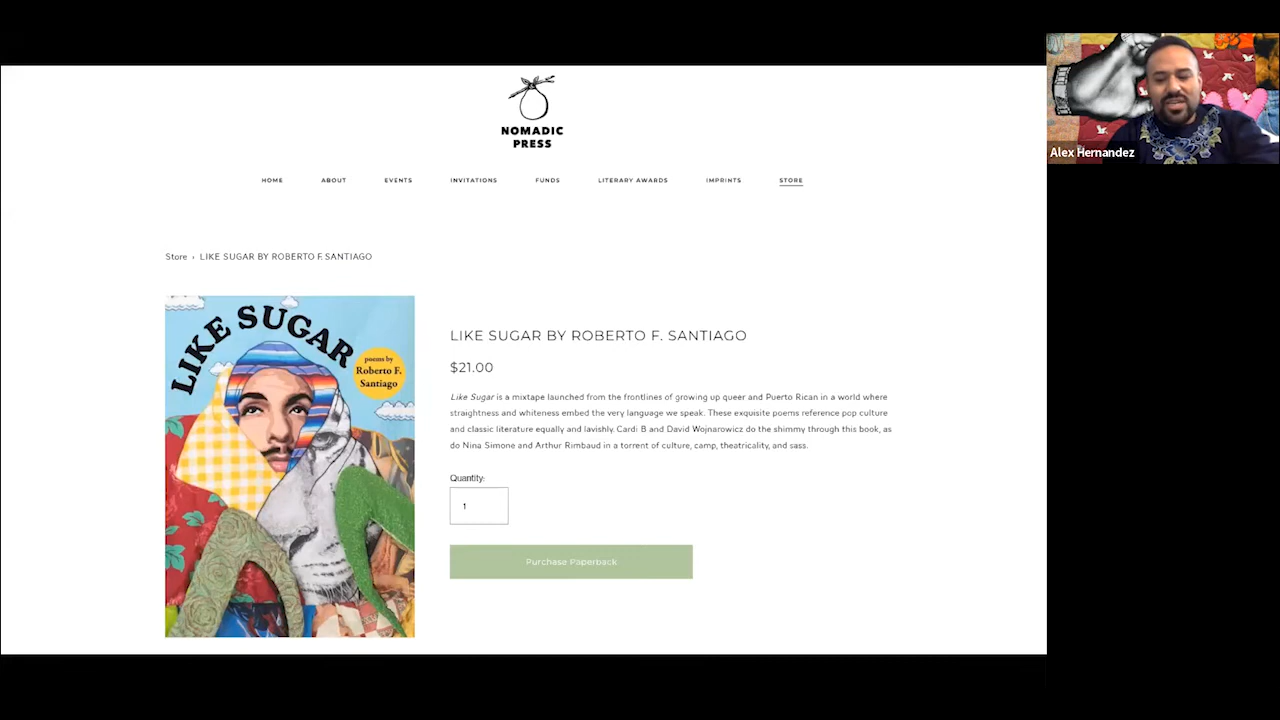 NOMADIC
PRESS
HOME ABOUT EVENTS INVITATIONS FUNDS LITERARY AWARDS IMPRINTS STORE
Alex Hernandez
Store › LIKE SUGAR BY ROBERTO F. SANTIAGO
LIKE SUGAR
poems by
Roberto F.
Santiago
LIKE SUGAR BY ROBERTO F. SANTIAGO
$21.00
Like Sugar is a mixtape launched from the frontlines of growing up queer and Puerto Rican in a world where
straightness and whiteness embed the very language we speak. These exquisite poems reference pop culture
and classic literature equally and lavishly. Cardi B and David Wojnarowicz do the shimmy through this book, as
do Nina Simone and Arthur Rimbaud in a torrent of culture, camp, theatricality, and sass.
Quantity:
1
Purchase Paperback